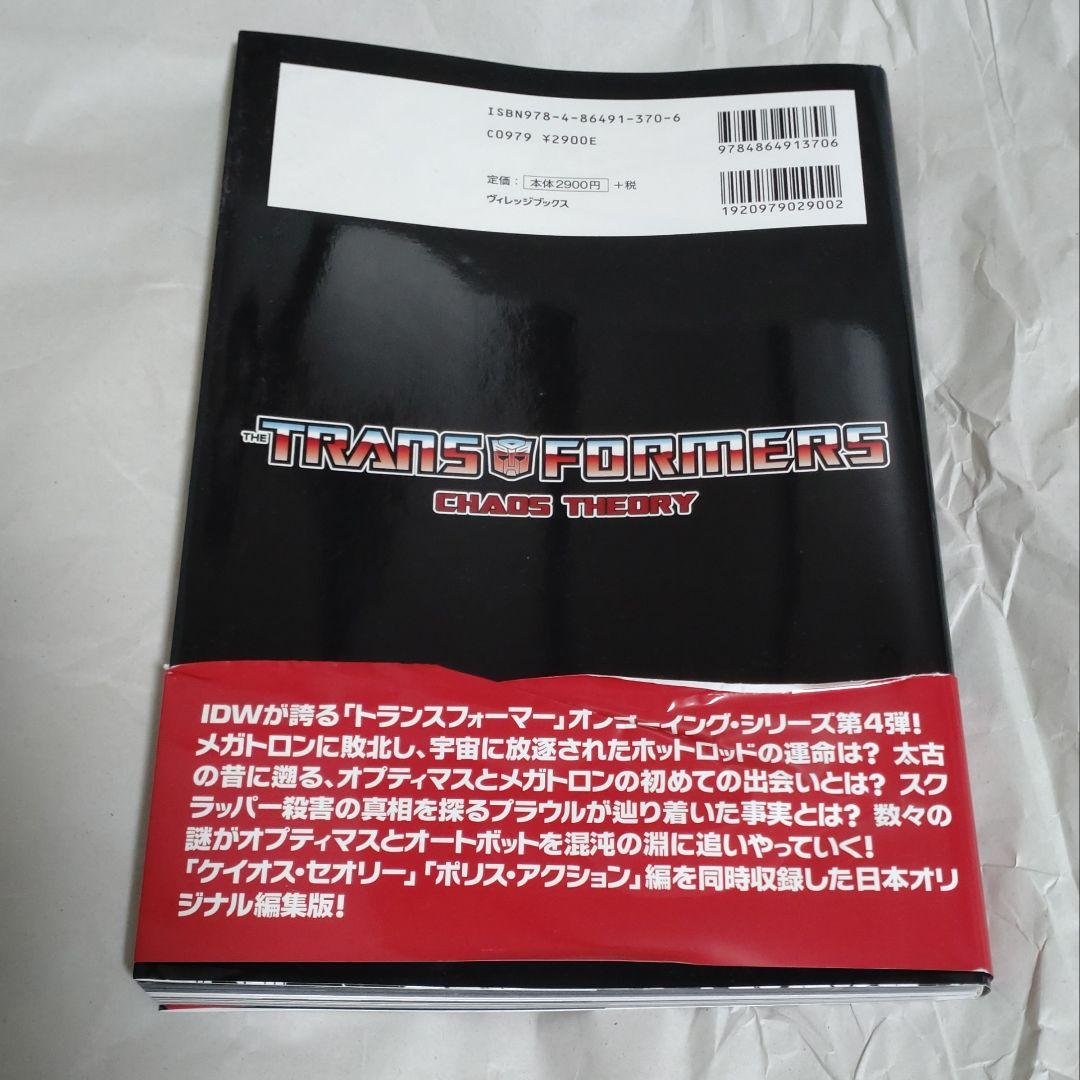 ISBN978-4-86491-370-6
C0979 ¥2900E
9784864913706
定価： 本体2900円 +税
ヴィレッジブックス
1920979029002
THE TRANSFORMERS
CHAOS THEORY
IDWが誇る「トランスフォーマー」オンゴーイング・シリーズ第4弾!
メガトロンに敗北し、宇宙に放逐されたホットロッドの運命は? 太古
の昔に遡る、オプティマスとメガトロンの初めての出会いとは? スク
ラッパー殺害の真相を探るプラウルが辿り着いた事実とは? 数々の
謎がオプティマスとオートボットを混沌の淵に追いやっていく!
「ケイオス・セオリー」「ポリス・アクション」編を同時収録した日本オリ
ジナル編集版!